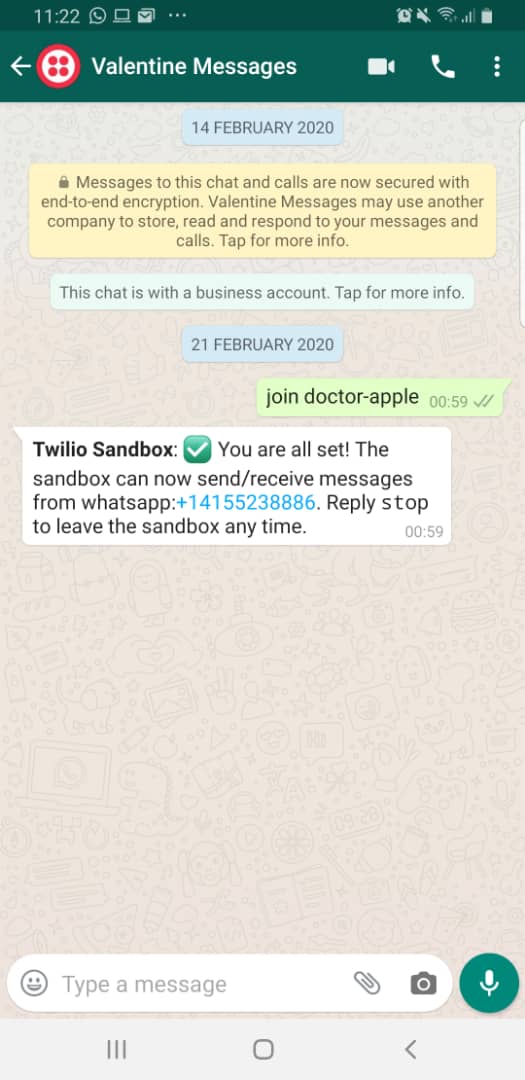 11:22
Valentine Messages
14 FEBRUARY 2020
Messages to this chat and calls are now secured with
end-to-end encryption. Valentine Messages may use another
company to store, read and respond to your messages and
calls. Tap for more info.
This chat is with a business account. Tap for more info.
21 FEBRUARY 2020
join doctor-apple 00:59
Twilio Sandbox: ✅ You are all set! The
sandbox can now send/receive messages
from whatsapp:+14155238886. Reply stop
to leave the sandbox any time. 00:59
Type a message